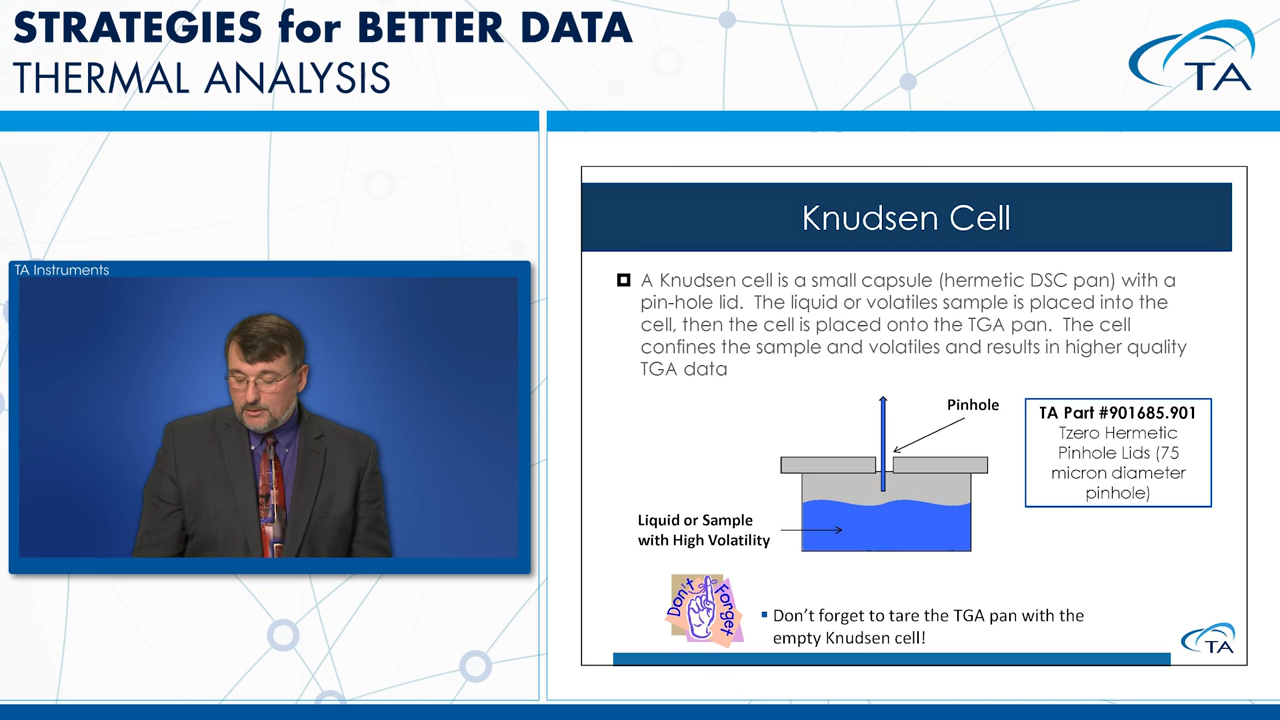 STRATEGIES for BETTER DATA
THERMAL ANALYSIS
TA
TA Instruments
Knudsen Cell
A Knudsen cell is a small capsule (hermetic DSC pan) with a
pin-hole lid. The liquid or volatiles sample is placed into the
cell, then the cell is placed onto the TGA pan. The cell
confines the sample and volatiles and results in higher quality
TGA data
Pinhole
TA Part #901685.901
Tzero Hermetic
Pinhole Lids (75
micron diameter
pinhole)
Liquid or Sample
with High Volatility
Don't
Forget
Don't forget to tare the TGA pan with the
empty Knudsen cell!
TA